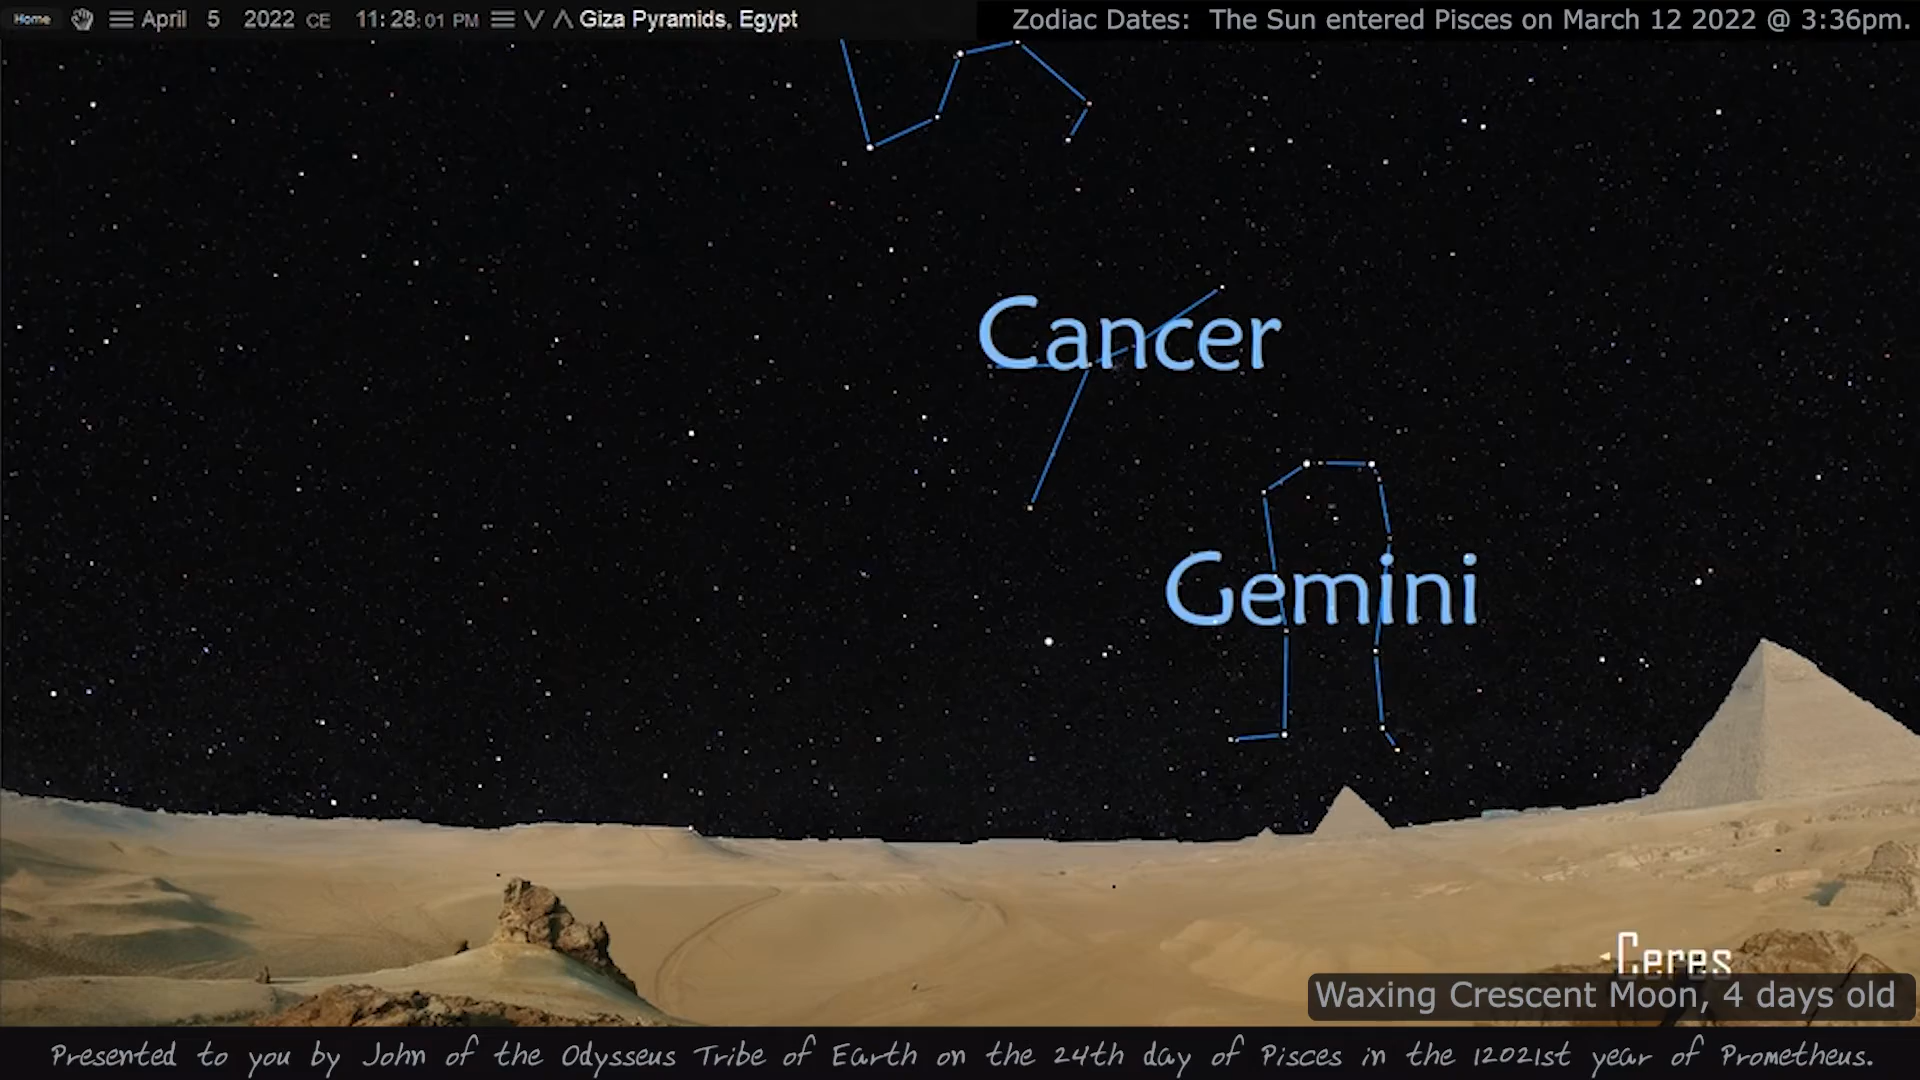 Home April 5 2022 CE 11:28:01 PM Giza Pyramids, Egypt
Zodiac Dates: The Sun entered Pisces on March 12 2022 @ 3:36pm.
Cancer
Gemini
Ceres
Waxing Crescent Moon, 4 days old
Presented to you by John of the Odysseus Tribe of Earth on the 24th day of Pisces in the 12021st year of Prometheus.